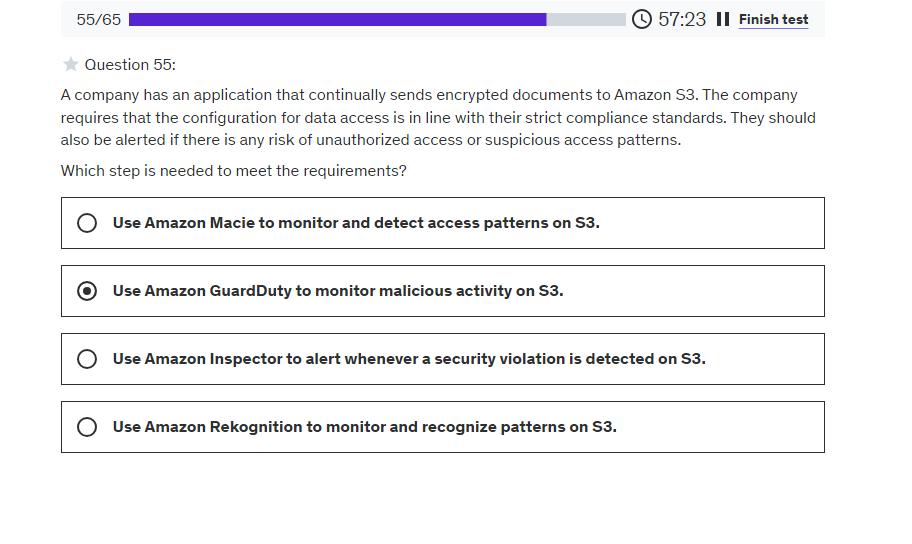 55/65 57:23 Finish test
Question 55:
A company has an application that continually sends encrypted documents to Amazon S3. The company
requires that the configuration for data access is in line with their strict compliance standards. They should
also be alerted if there is any risk of unauthorized access or suspicious access patterns.
Which step is needed to meet the requirements?
Use Amazon Macie to monitor and detect access patterns on S3.
Use Amazon GuardDuty to monitor malicious activity on S3.
Use Amazon Inspector to alert whenever a security violation is detected on S3.
Use Amazon Rekognition to monitor and recognize patterns on S3.